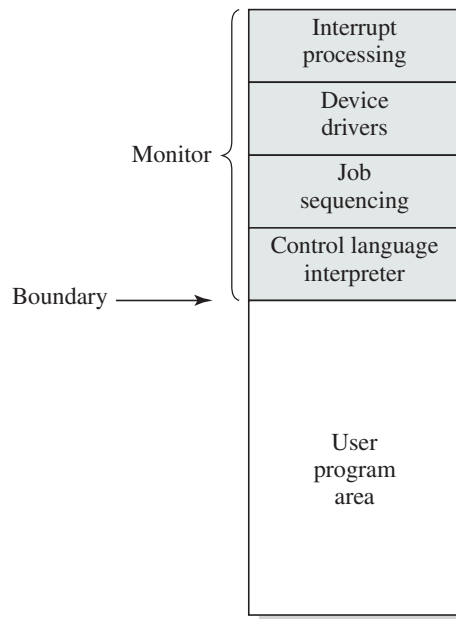 Interrupt
processing
Device
drivers
Monitor
Job
sequencing
Control language
interpreter
Boundary
User
program
area